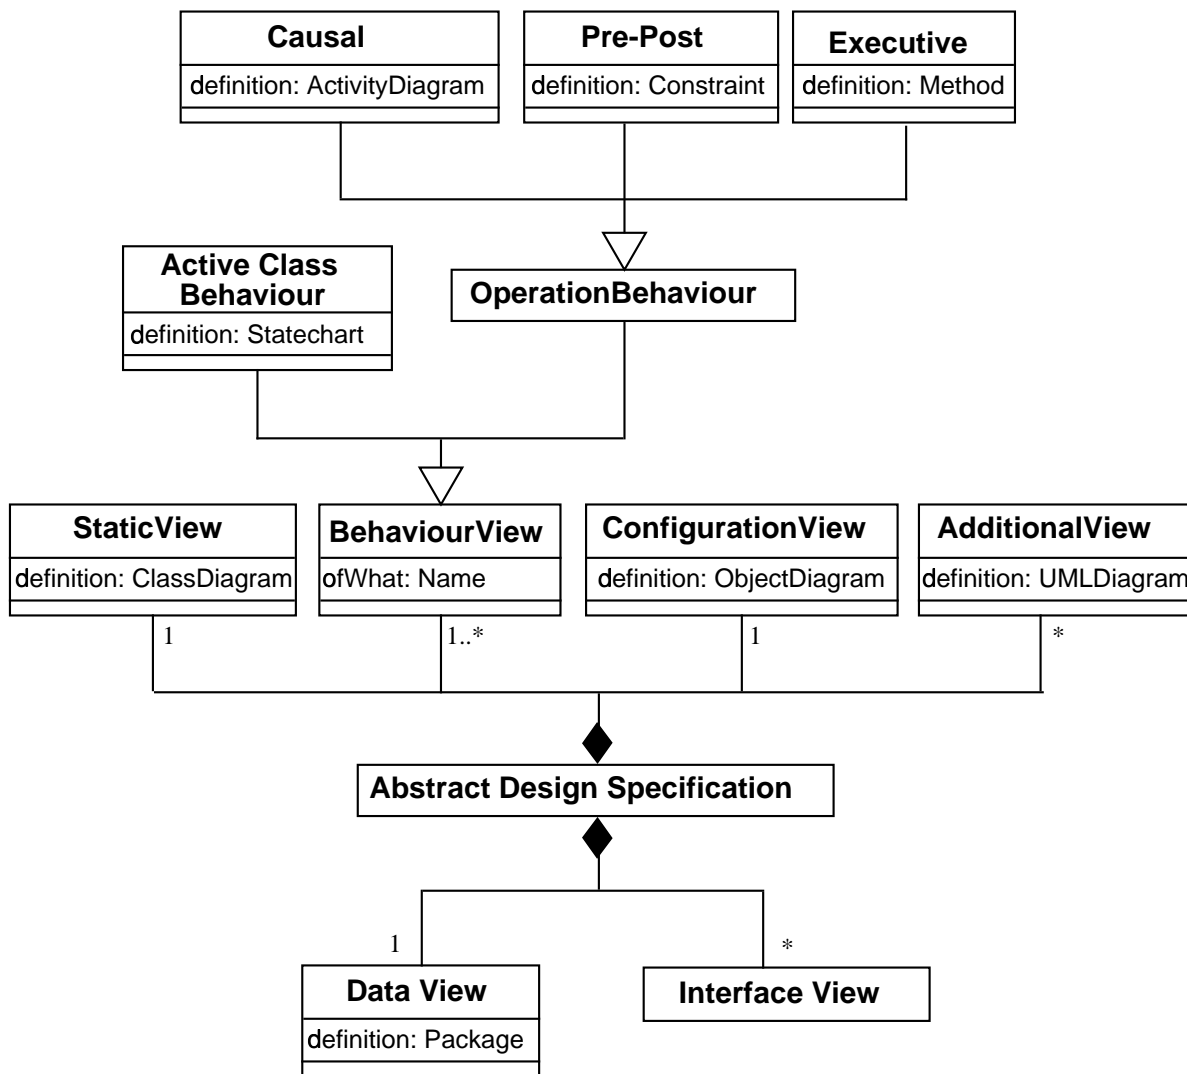 Causal
definition: ActivityDiagram
Pre-Post
definition: Constraint
Executive
definition: Method
Active Class
Behaviour
definition: Statechart
OperationBehaviour
StaticView
definition: ClassDiagram
BehaviourView
ofWhat: Name
ConfigurationView
definition: ObjectDiagram
AdditionalView
definition: UMLDiagram
1
1..*
1
*
Abstract Design Specification
1
*
Data View
definition: Package
Interface View